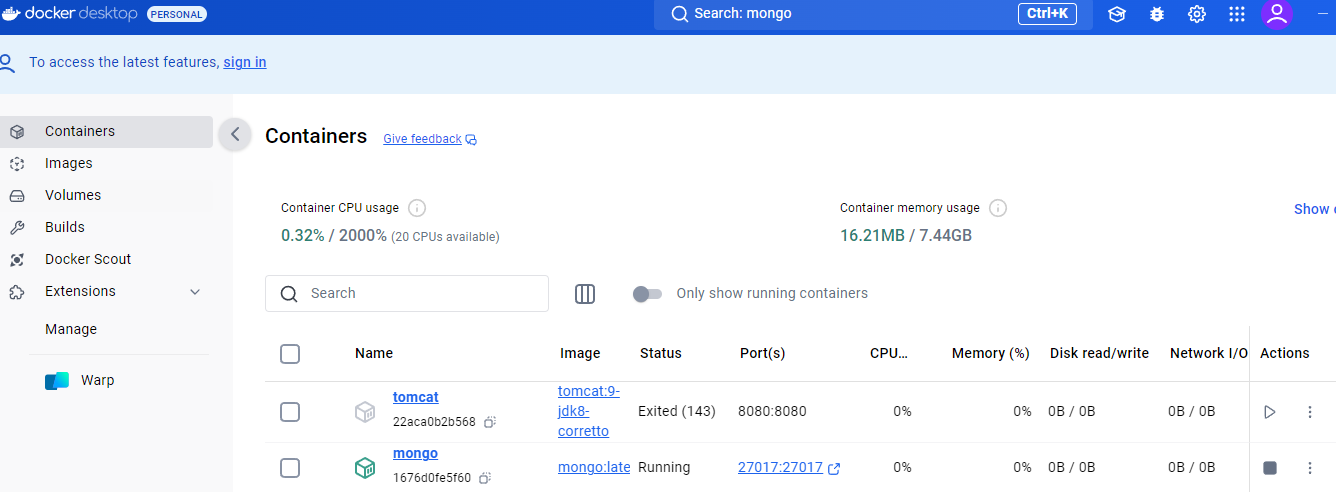 docker desktop PERSONAL Search: mongo Ctrl+K
To access the latest features, sign in
Containers
Images
Volumes
Builds
Docker Scout
Extensions
Manage
Warp
Containers Give feedback
Container CPU usage
0.32% / 2000% (20 CPUs available)
Container memory usage
16.21MB / 7.44GB
Show
Search
Only show running containers
Name Image Status Port(s) CPU... Memory (%) Disk read/write Network I/O Actions
tomcat
22aca0b2b568
tomcat:9-
jdk8-
corretto
Exited (143) 8080:8080 0% 0% 0B / 0B 0B / 0B
mongo
1676d0fe5f60
mongo:late Running 27017:27017 0% 0% 0B / 0B 0B / 0B